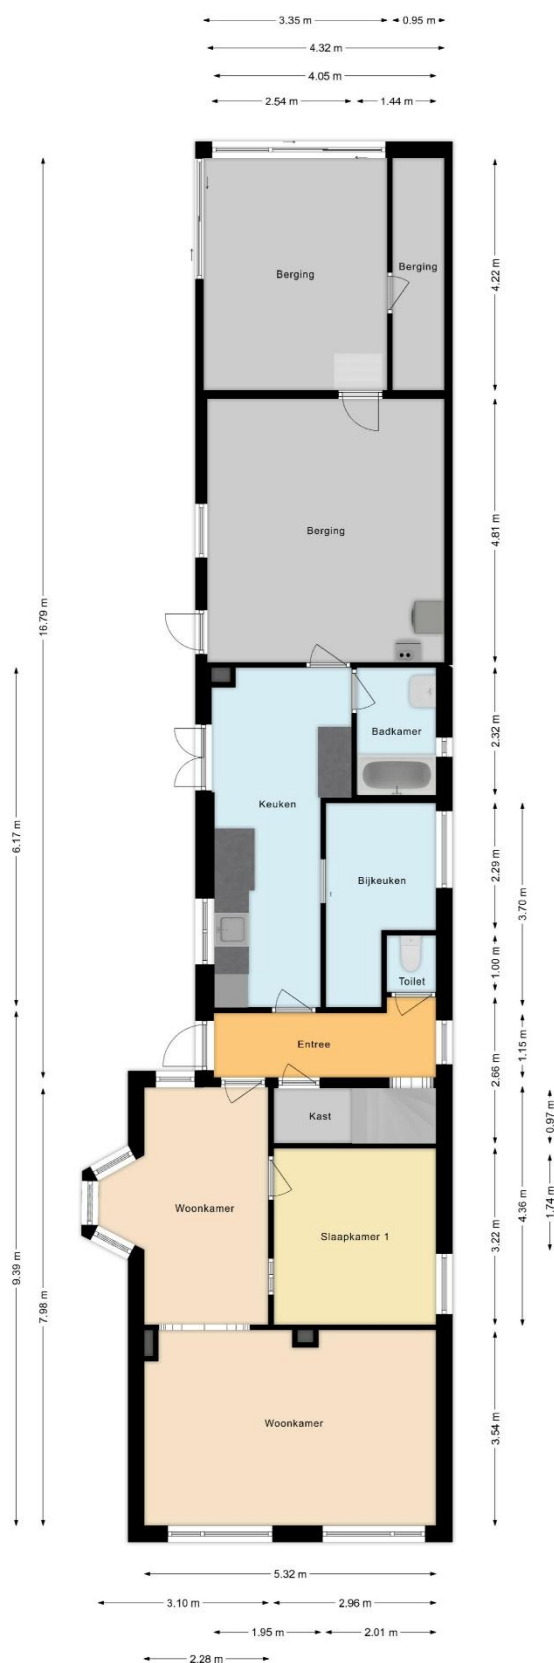 3.35 m
0.95 m
4.32 m
4.05 m
2.54 m
1.44 m
Berging
Berging
4.22 m
16.79 m
Berging
4.81 m
6.17 m
Badkamer
2.32 m
Keuken
Bijkeuken
2.29 m
3.70 m
Toilet
1.00 m
Entree
2.66 m
1.15 m
Kast
0.97 m
Woonkamer
Slaapkamer 1
3.22 m
4.36 m
1.74 m
9.39 m
7.98 m
Woonkamer
3.54 m
5.32 m
3.10 m
2.96 m
1.95 m
2.01 m
2.28 m